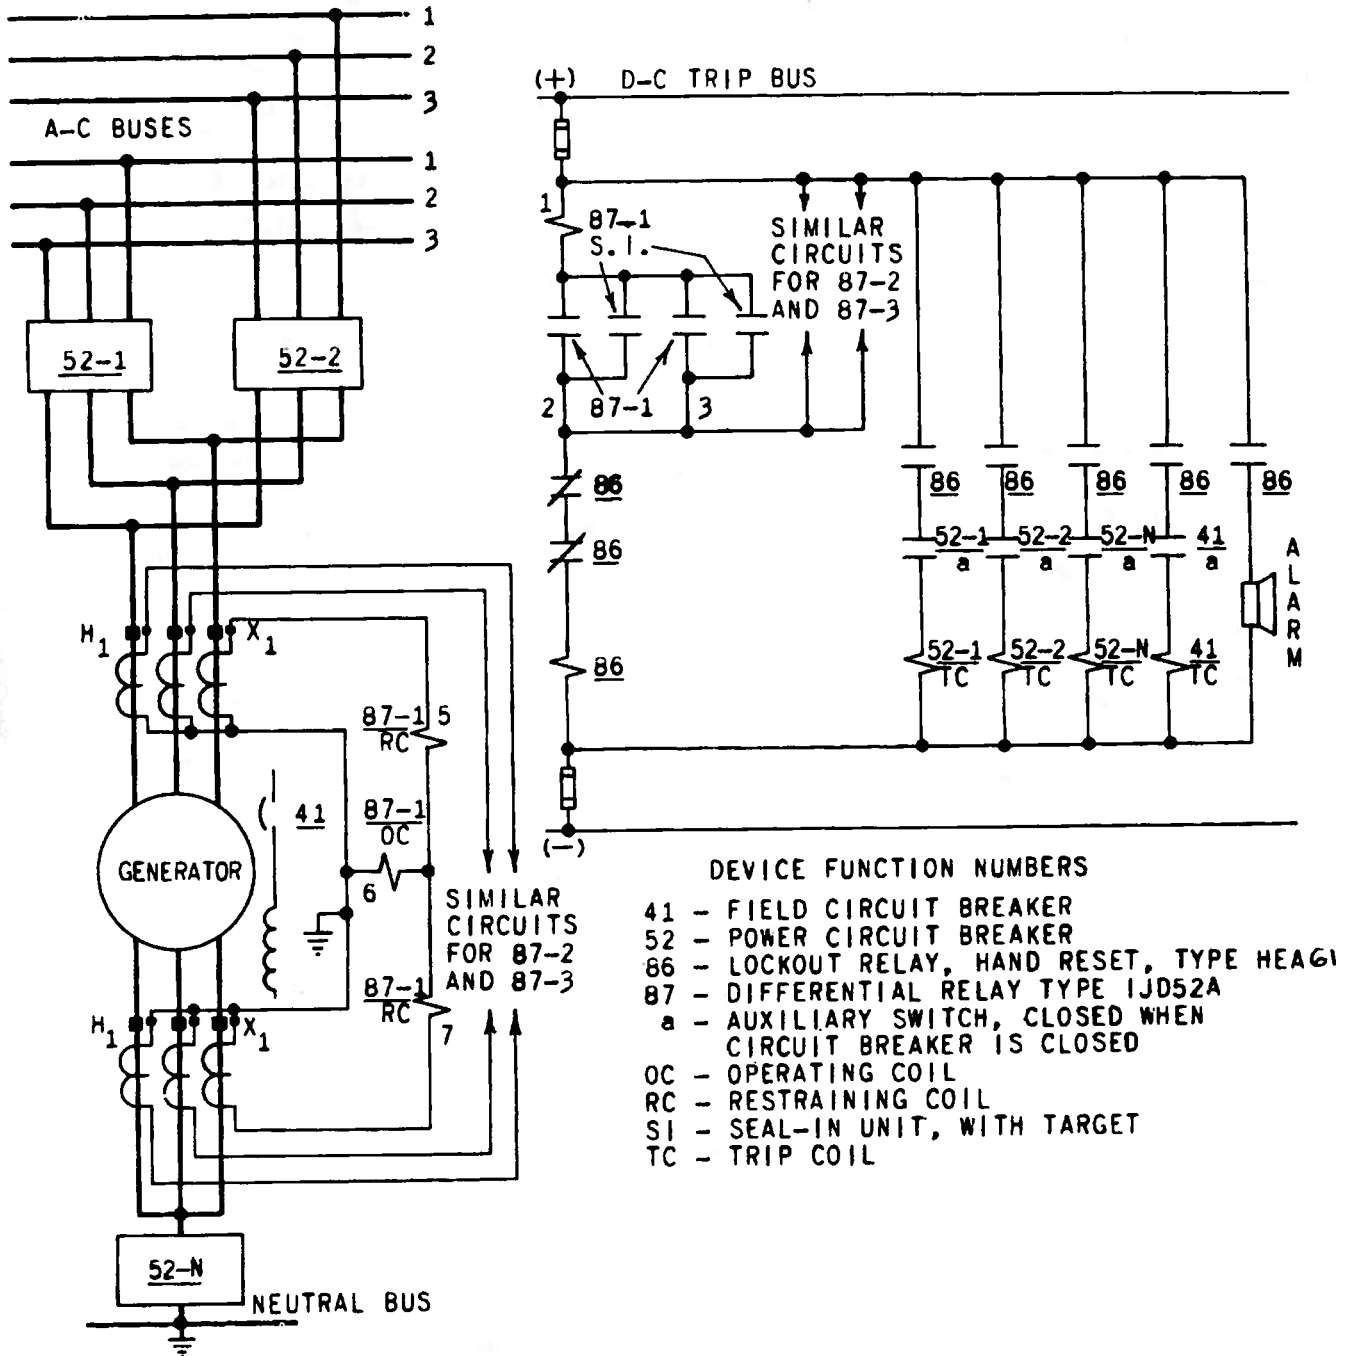 1
2
3
A-C BUSES
1
2
3
52-1
52-2
H1
X1
87-1 5
RC
41
87-1
OC
6
GENERATOR
SIMILAR
CIRCUITS
FOR 87-2
AND 87-3
87-1
RC
7
H1
X1
52-N
NEUTRAL BUS
(+) D-C TRIP BUS
1
87-1
S.I.
SIMILAR
CIRCUITS
FOR 87-2
AND 87-3
2 87-1 3
86
86
86
86 86 86 86 86
52-1 52-2 52-N 41
a a a a
52-1 52-2 52-N 41
TC TC TC TC
ALARM
(-)
DEVICE FUNCTION NUMBERS
41 - FIELD CIRCUIT BREAKER
52 - POWER CIRCUIT BREAKER
86 - LOCKOUT RELAY, HAND RESET, TYPE HEA61
87 - DIFFERENTIAL RELAY TYPE IJD52A
a - AUXILIARY SWITCH, CLOSED WHEN
CIRCUIT BREAKER IS CLOSED
OC - OPERATING COIL
RC - RESTRAINING COIL
SI - SEAL-IN UNIT, WITH TARGET
TC - TRIP COIL